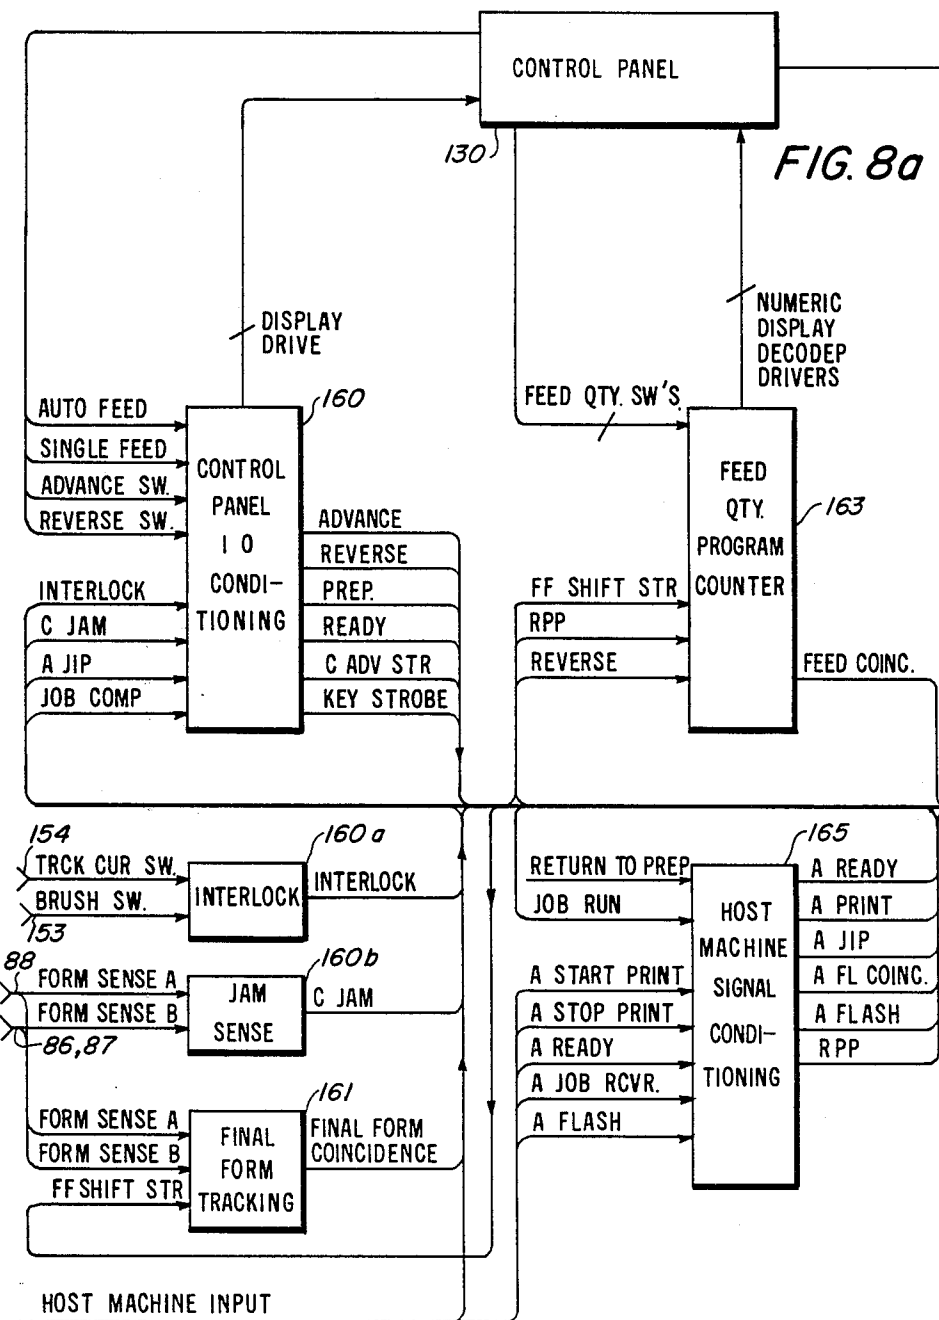 CONTROL PANEL
130
FIG. 8a
DISPLAY
DRIVE
NUMERIC
DISPLAY
DECODEP
DRIVERS
160
AUTO FEED
SINGLE FEED
ADVANCE SW.
REVERSE SW.
INTERLOCK
C JAM
A JIP
JOB COMP
CONTROL
PANEL
I O
CONDI-
TIONING
ADVANCE
REVERSE
PREP.
READY
C ADV STR
KEY STROBE
FEED QTY. SW'S.
FF SHIFT STR
RPP
REVERSE
FEED
QTY.
PROGRAM
COUNTER
163
FEED COINC.
154
TRCK CUR SW.
BRUSH SW.
153
INTERLOCK
160a
INTERLOCK
88
FORM SENSE A
FORM SENSE B
86,87
JAM
SENSE
160b
C JAM
FORM SENSE A
FORM SENSE B
FF SHIFT STR
FINAL
FORM
TRACKING
161
FINAL FORM
COINCIDENCE
HOST MACHINE INPUT
RETURN TO PREP
JOB RUN
A START PRINT
A STOP PRINT
A READY
A JOB RCVR.
A FLASH
165
HOST
MACHINE
SIGNAL
CONDI-
TIONING
A READY
A PRINT
A JIP
A FL COINC.
A FLASH
RPP